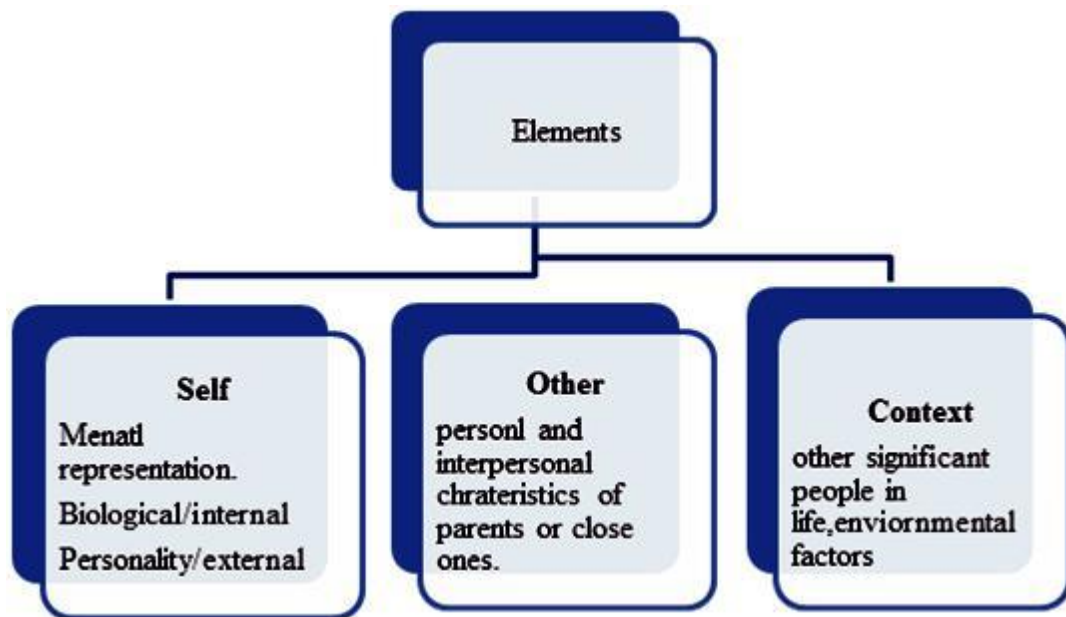 Elements
Self
Menatl
representation.
Biological/internal
Personality/external
Other
personl and
interpersonal
chrateristics of
parents or close
ones.
Context
other significant
people in
life,enviornmental
factors